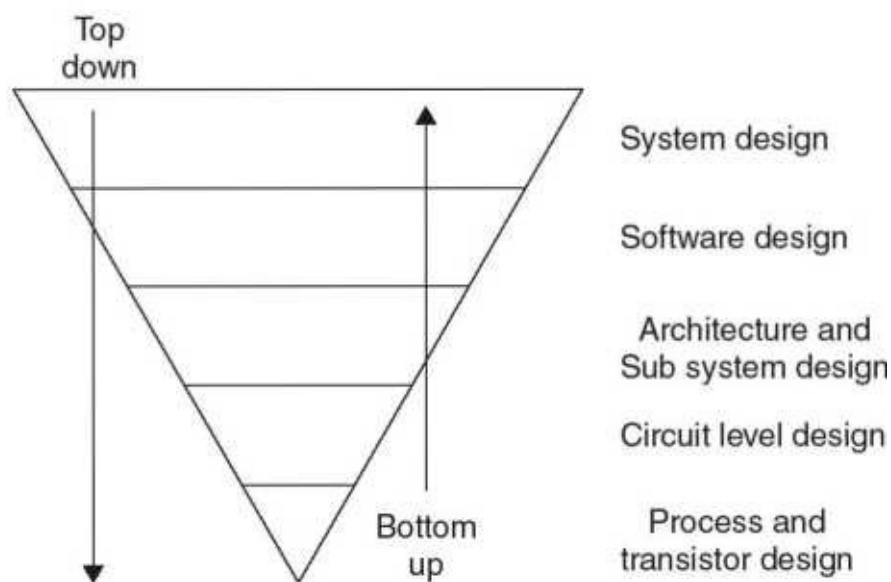 Top
down
System design
Software design
Architecture and
Sub system design
Circuit level design
Bottom
up
Process and
transistor design